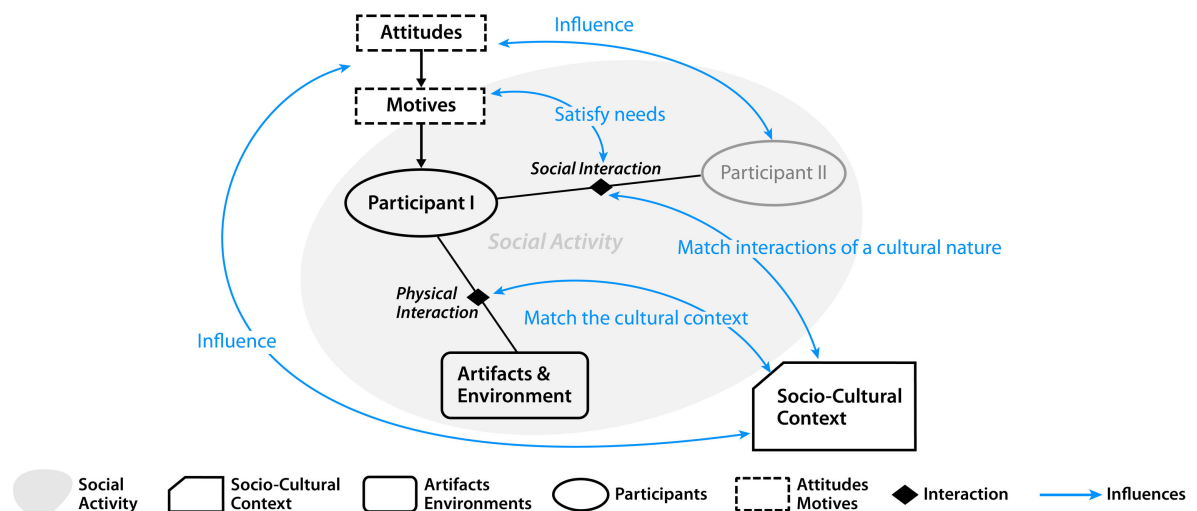 Attitudes
Influence
Motives
Satisfy needs
Social Interaction
Participant II
Participant I
Social Activity
Match interactions of a cultural nature
Physical
Interaction
Match the cultural context
Influence
Artifacts &
Environment
Socio-Cultural
Context
Social
Activity
Socio-Cultural
Context
Artifacts
Environments
Participants
Attitudes
Motives
Interaction
Influences